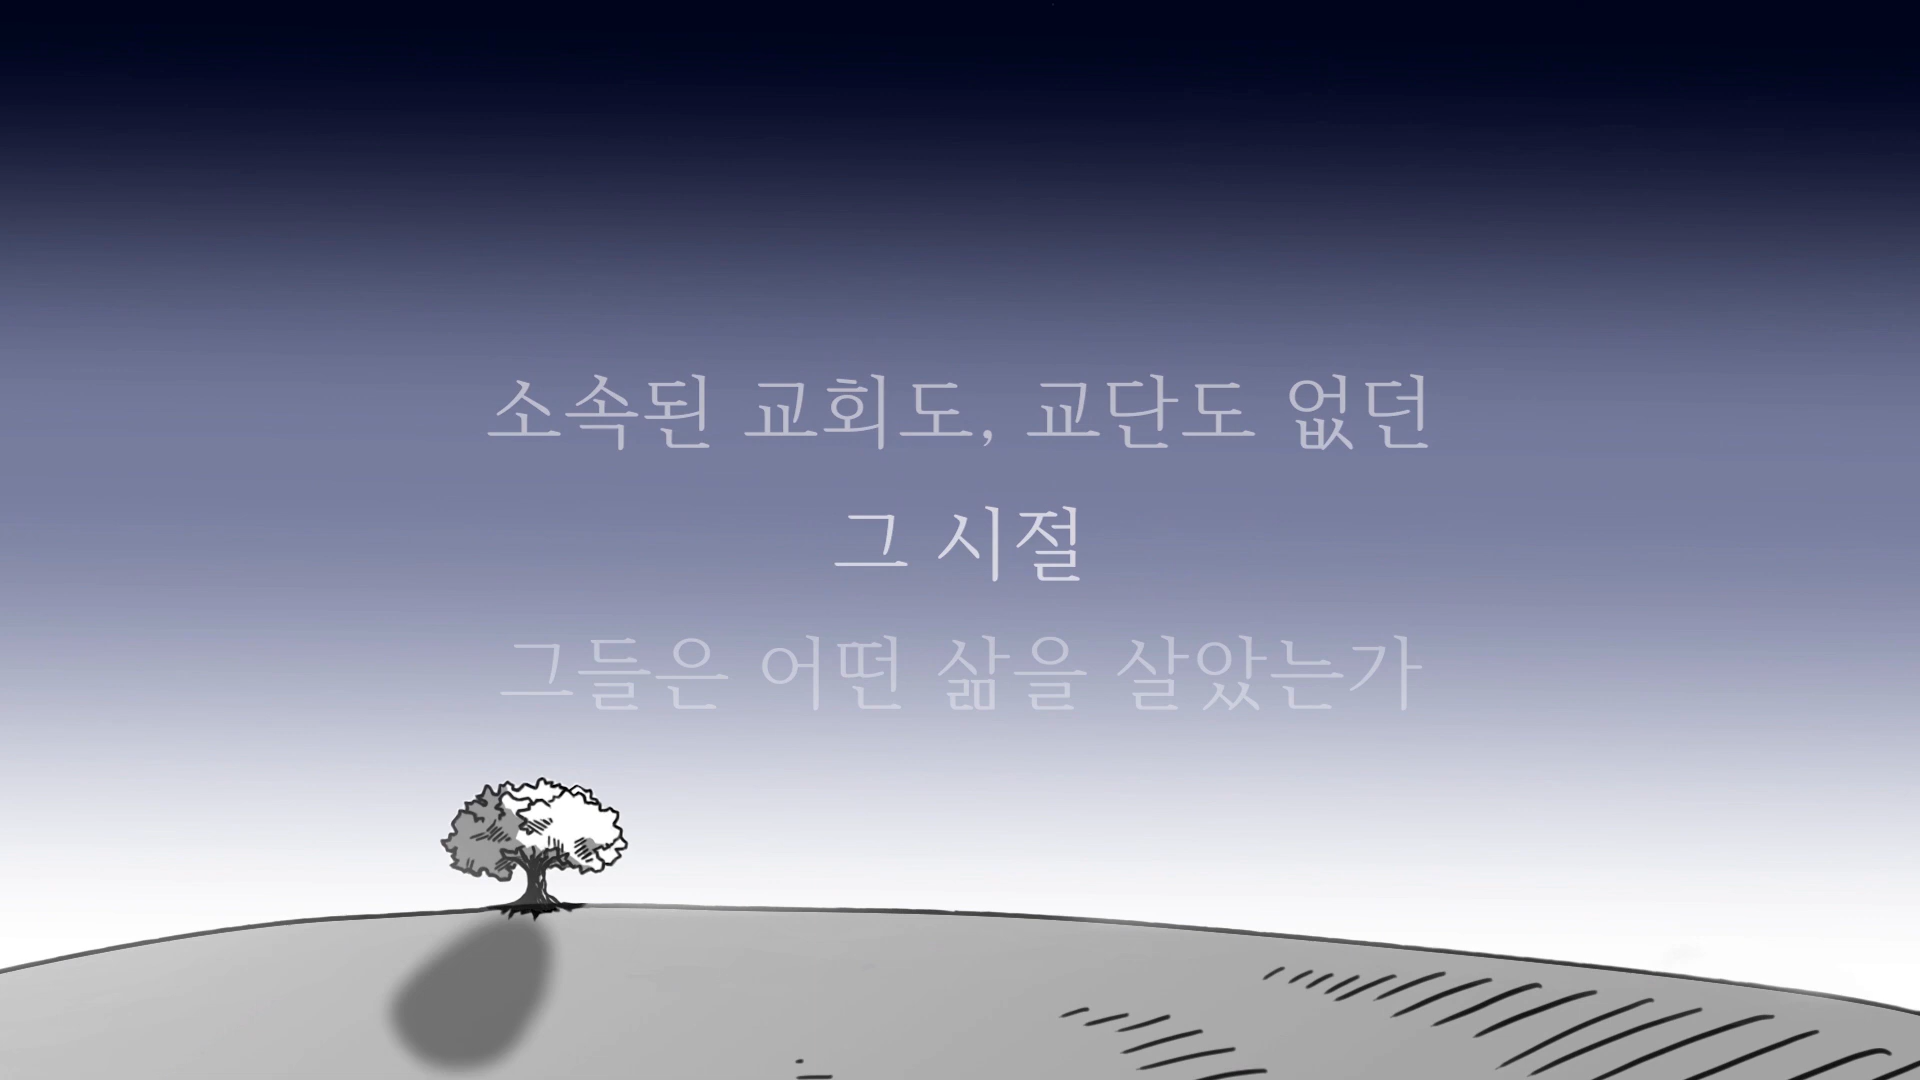 소속된 교회도, 교단도 없던
그 시절
그들은 어떤 삶을 살았는가